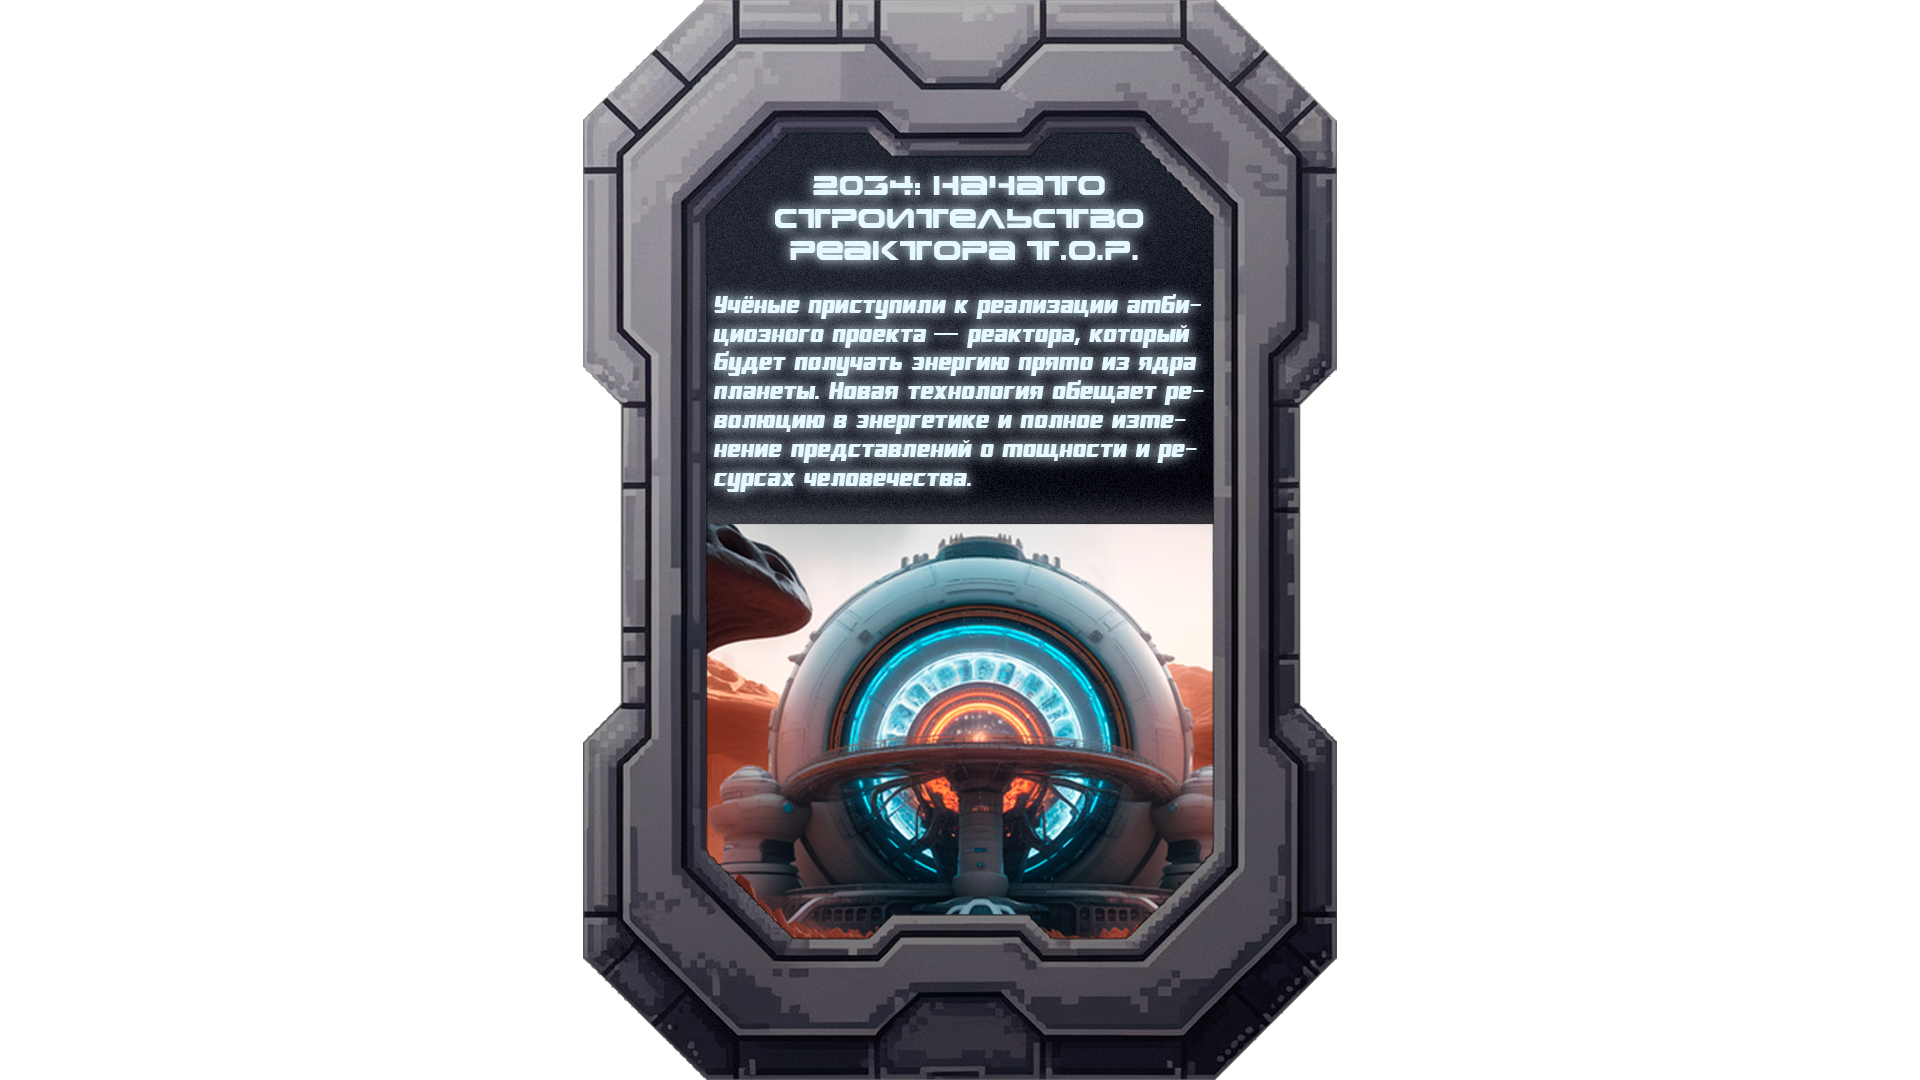 2034: Начато
строительство
реактора Т.О.Р.
Учёные приступили к реализации амби-
циозного проекта — реактора, который
будет получать энергию прямо из ядра
планеты. Новая технология обещает ре-
волюцию в энергетике и полное изме-
нение представлений о мощности и ре-
сурсах человечества.